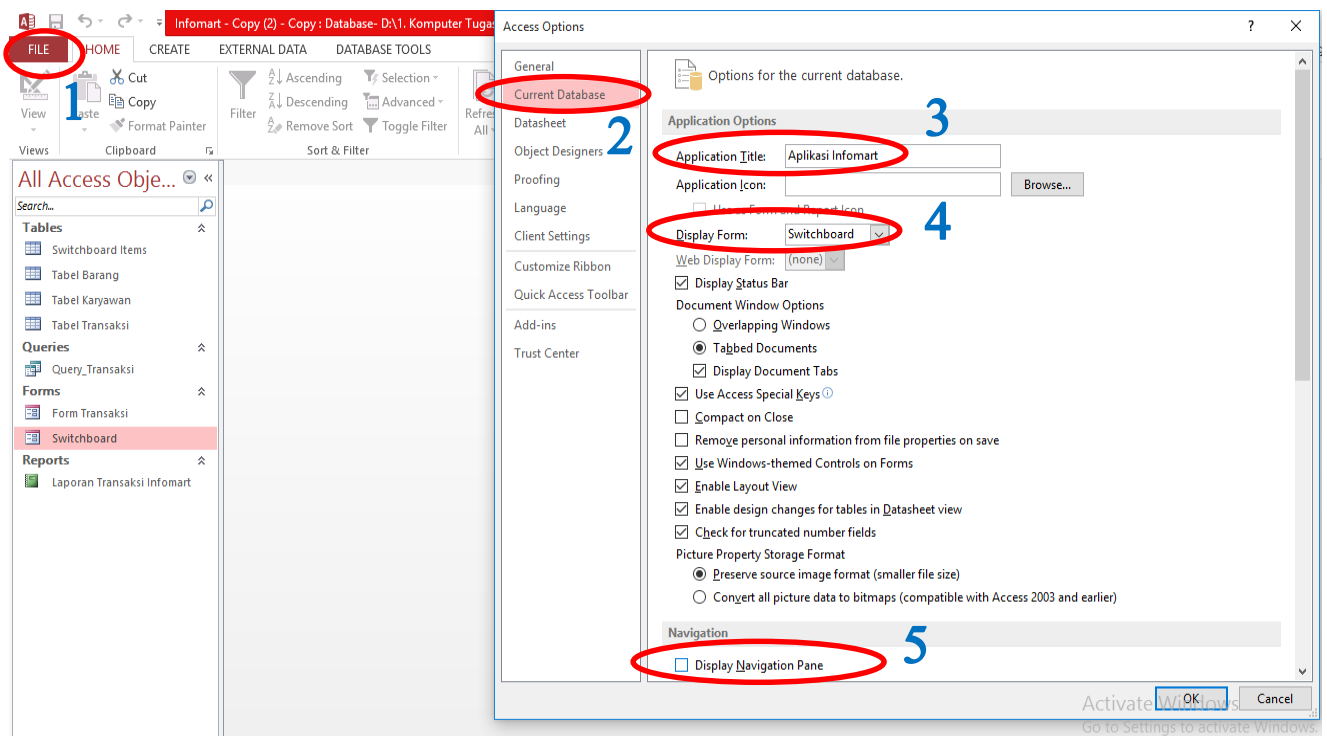 Infomart - Copy (2) - Copy : Database- D:\1. Komputer Tugas
FILE HOME CREATE EXTERNAL DATA DATABASE TOOLS
1
View
Paste
Cut
Copy
Format Painter
Filter
Ascending
Descending
Remove Sort
Selection
Advanced
Toggle Filter
All
Views Clipboard Sort & Filter
All Access Obje...
Search...
Tables
Switchboard Items
Tabel Barang
Tabel Karyawan
Tabel Transaksi
Queries
Query_Transaksi
Forms
Form Transaksi
Switchboard
Reports
Laporan Transaksi Infomart
Access Options
?
General
Current Database
2
Datasheet
Object Designers
Proofing
Language
Client Settings
Customize Ribbon
Quick Access Toolbar
Add-ins
Trust Center
Options for the current database.
Application Options
3
Application Title: Aplikasi Infomart
Application Icon: Browse...
Use as Form and Report Icon
4
Display Form: Switchboard
Web Display Form: (none)
Display Status Bar
Document Window Options
Overlapping Windows
Tabbed Documents
Display Document Tabs
Use Access Special Keys
Compact on Close
Remove personal information from file properties on save
Use Windows-themed Controls on Forms
Enable Layout View
Enable design changes for tables in Datasheet view
Check for truncated number fields
Picture Property Storage Format
Preserve source image format (smaller file size)
Convert all picture data to bitmaps (compatible with Access 2003 and earlier)
Navigation
5
Display Navigation Pane
OK Cancel
Activate Windows
Go to Settings to activate Windows.